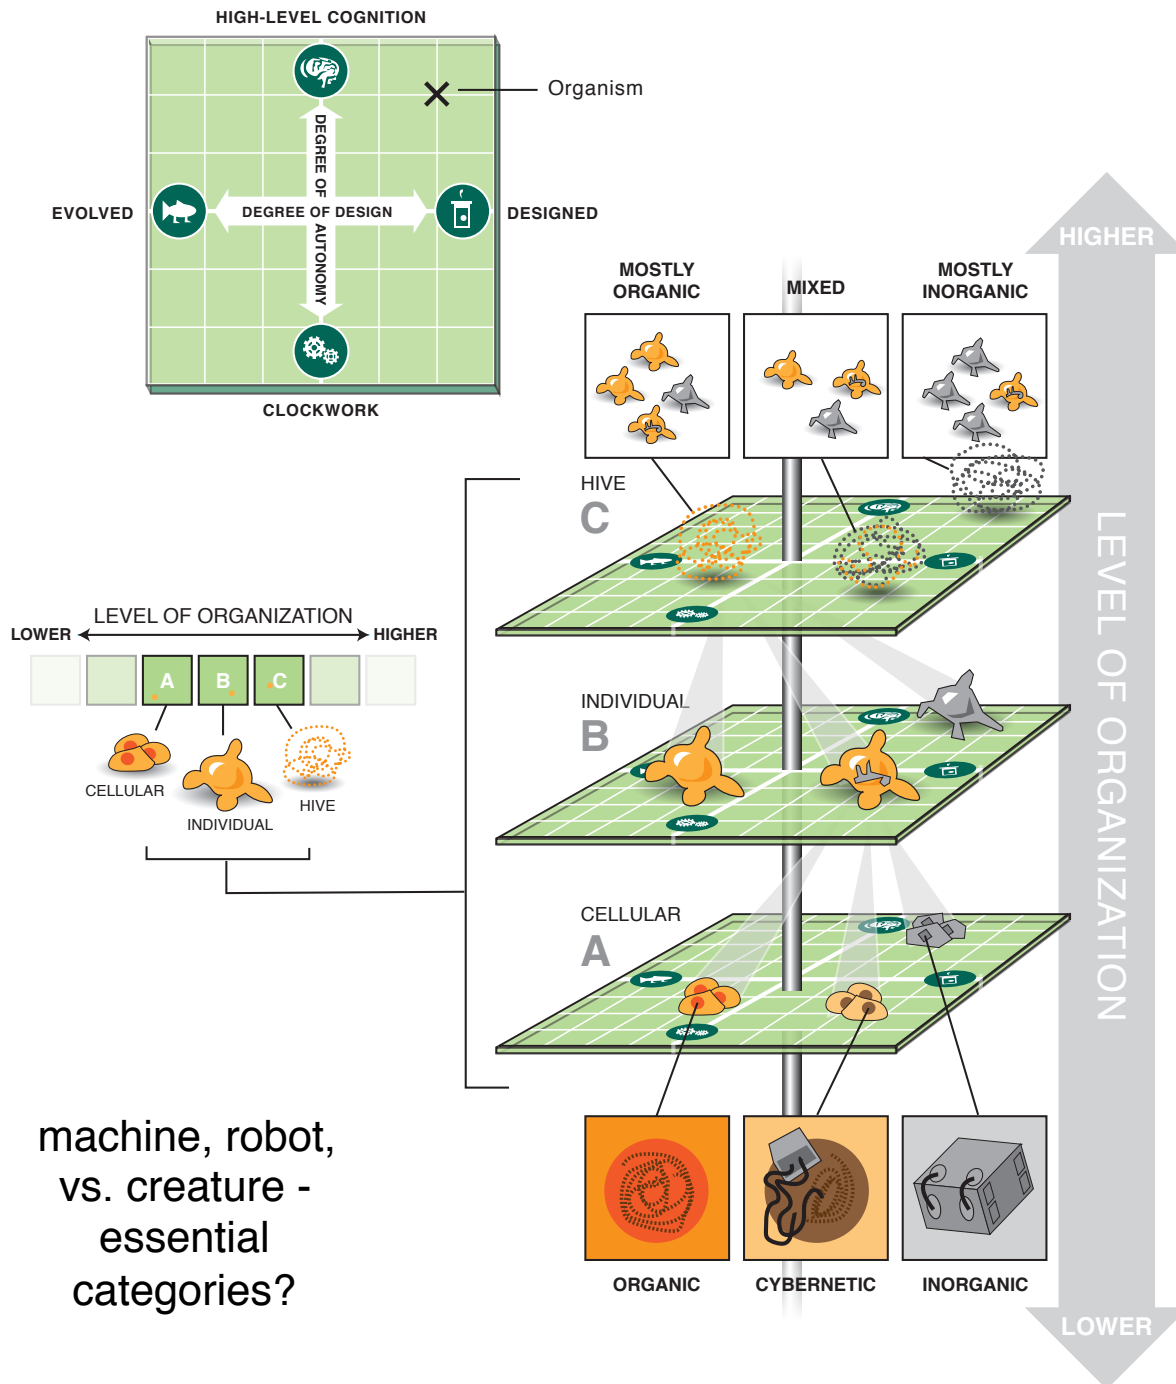 HIGH-LEVEL COGNITION
Organism
DEGREE OF AUTONOMY
EVOLVED
DEGREE OF DESIGN
DESIGNED
CLOCKWORK
HIGHER
MOSTLY
ORGANIC
MIXED
MOSTLY
INORGANIC
HIVE
C
LEVEL OF ORGANIZATION
LOWER
HIGHER
A
B
C
CELLULAR
INDIVIDUAL
HIVE
INDIVIDUAL
B
CELLULAR
A
LEVEL OF ORGANIZATION
machine, robot,
vs. creature -
essential
categories?
ORGANIC
CYBERNETIC
INORGANIC
LOWER